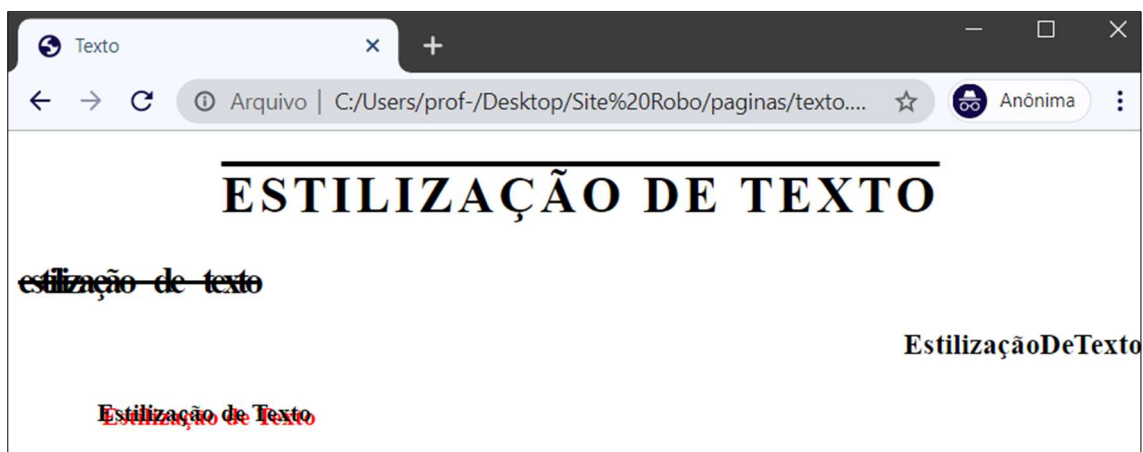 Texto
Arquivo | C:/Users/prof-/Desktop/Site%20Robo/paginas/texto.... Anônima
ESTILIZAÇÃO DE TEXTO
estilização de texto
EstilizaçãoDeTexto
Estilização de Texto